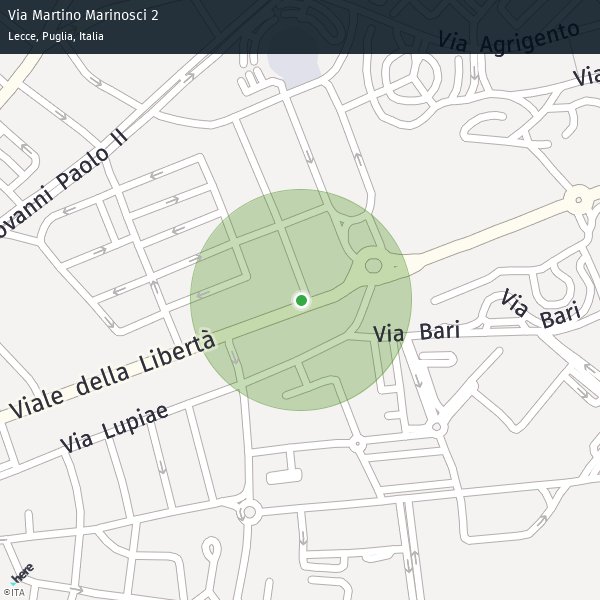 Via Martino Marinosci 2
Lecce, Puglia, Italia
Via Agrigento
Via
ovanni Paolo II
Via Bari
Via Bari
Viale della Libertà
Via Lupiae
here
©ITA